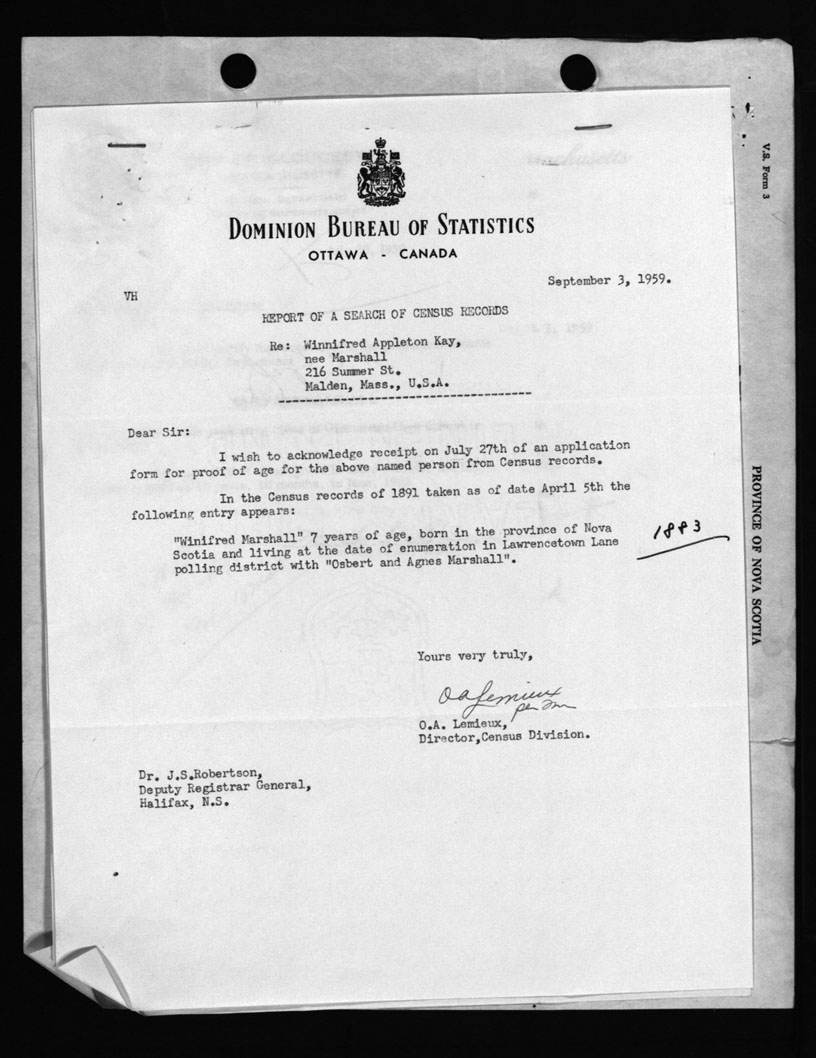 V.S. Form 3
DOMINION BUREAU OF STATISTICS
OTTAWA - CANADA
September 3, 1959.
VH
REPORT OF A SEARCH OF CENSUS RECORDS
Re: Winnifred Appleton Kay,
nee Marshall
216 Summer St.
Malden, Mass., U.S.A.
Dear Sir:
I wish to acknowledge receipt on July 27th of an application
form for proof of age for the above named person from Census records.
In the Census records of 1891 taken as of date April 5th the
following entry appears:
"Winifred Marshall" 7 years of age, born in the province of Nova
Scotia and living at the date of enumeration in Lawrencetown Lane
polling district with "Osbert and Agnes Marshall".
1883
PROVINCE OF NOVA SCOTIA
Yours very truly,
O A Lemieux
per
O.A. Lemieux,
Director,Census Division.
Dr. J.S.Robertson,
Deputy Registrar General,
Halifax, N.S.